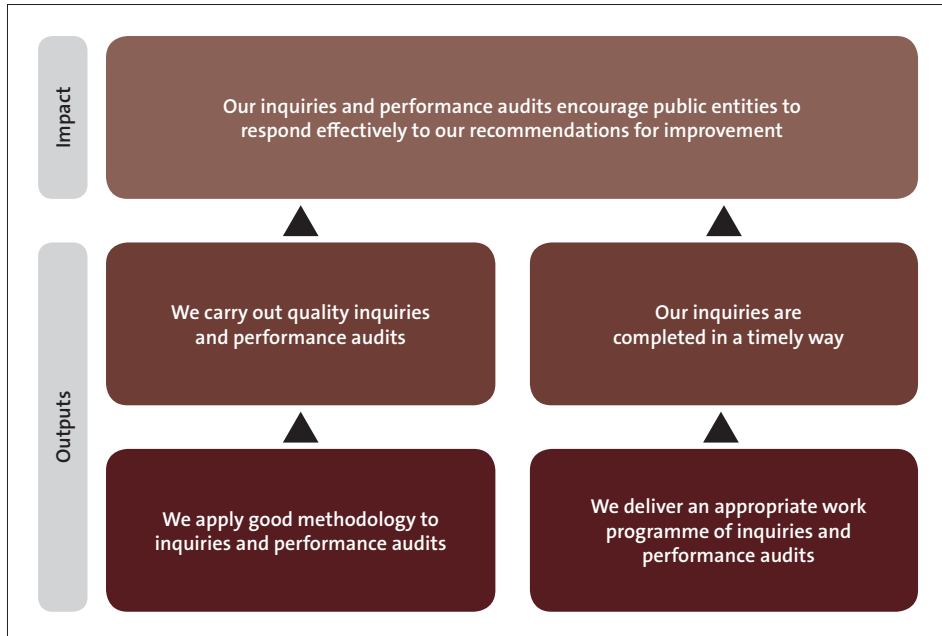 Impact
Our inquiries and performance audits encourage public entities to
respond effectively to our recommendations for improvement
Outputs
We carry out quality inquiries
and performance audits
Our inquiries are
completed in a timely way
We apply good methodology to
inquiries and performance audits
We deliver an appropriate work
programme of inquiries and
performance audits